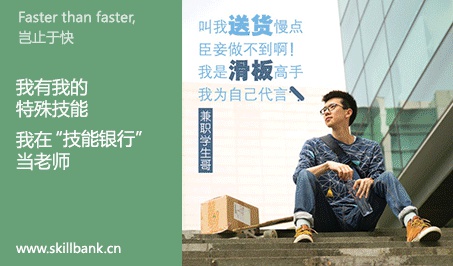 Faster than faster,
岂止于快
我有我的
特殊技能
我在“技能银行”
当老师
www.skillbank.cn
叫我送货慢点
臣妾做不到啊!
我是滑板高手
我为自己代言
兼职学生哥